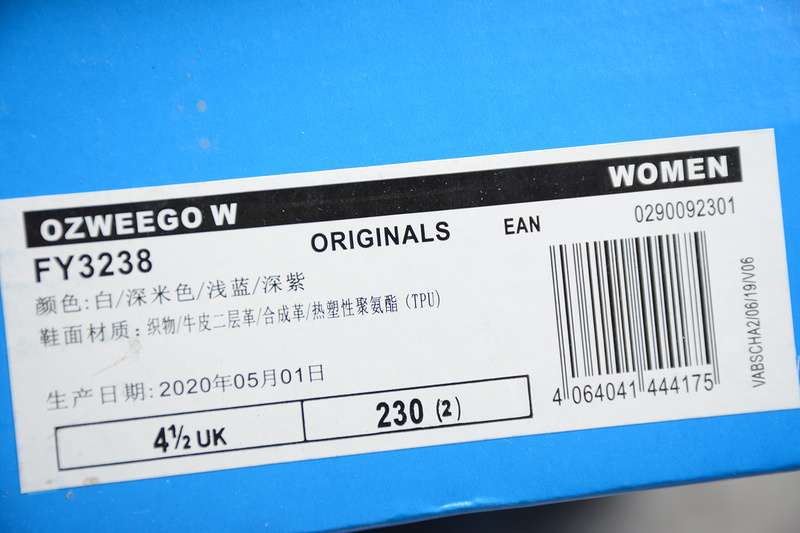 OZWEEGO W WOMEN
FY3238 ORIGINALS EAN 0290092301
颜色:白/深米色/浅蓝/深紫
鞋面材质:织物/牛皮二层革/合成革/热塑性聚氨酯(TPU)
生产日期:2020年05月01日
4½ UK 230 (2)
4 064041 444175
VABSCHA2/06/19/V06